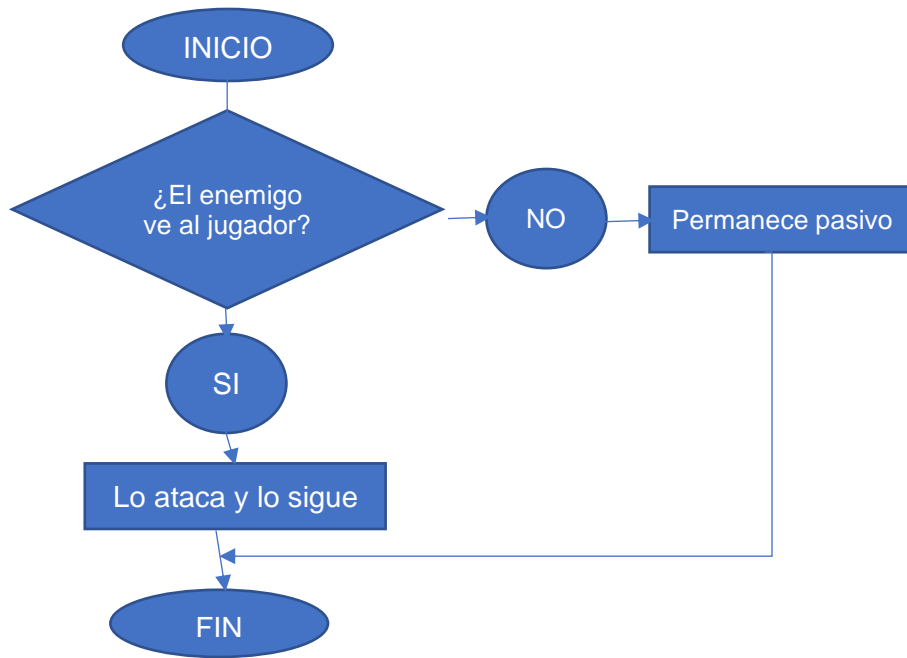 INICIO
¿El enemigo
ve al jugador?
NO
Permanece pasivo
SI
Lo ataca y lo sigue
FIN